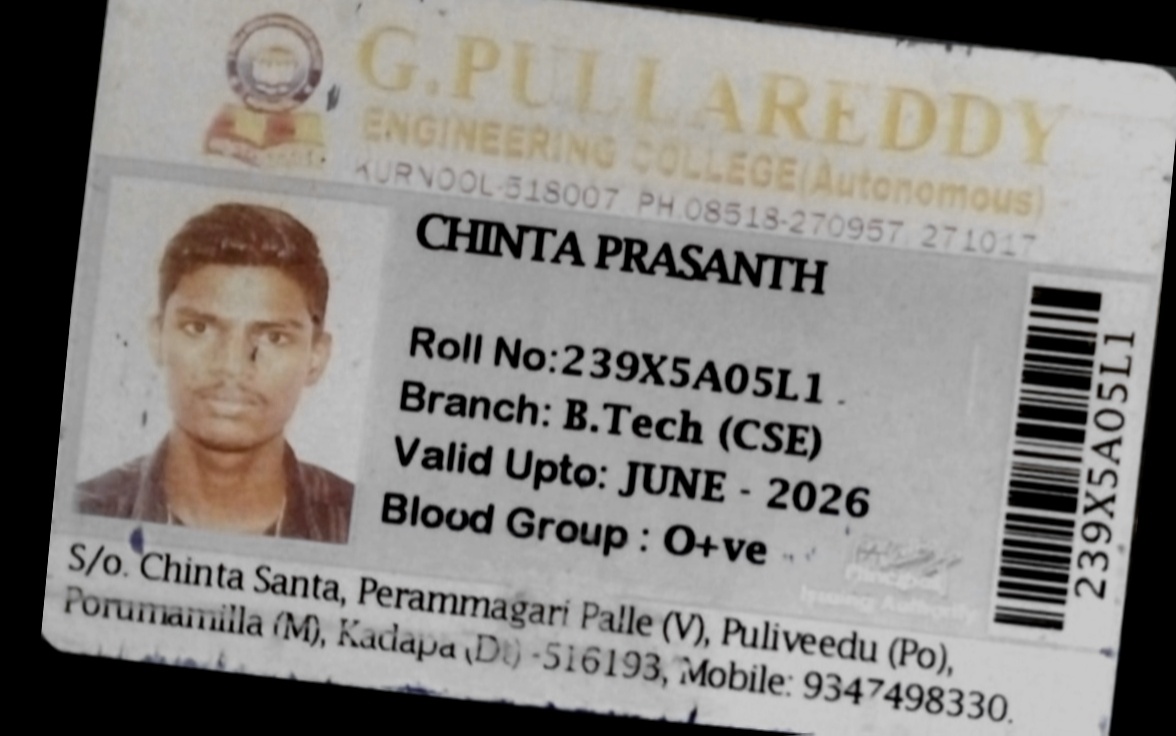 G.PULLAREDDY
ENGINEERING COLLEGE(Autonomous)
KURNOOL-518007 PH.08518-270957, 271017
CHINTA PRASANTH
Roll No:239X5A05L1
Branch: B.Tech (CSE)
Valid Upto: JUNE - 2026
Blood Group : O+ve
Principal
Issuing Authority
S/o. Chinta Santa, Perammagari Palle (V), Puliveedu (Po),
Porumamilla (M), Kadapa (Dt) -516193, Mobile: 9347498330.
239X5A05L1